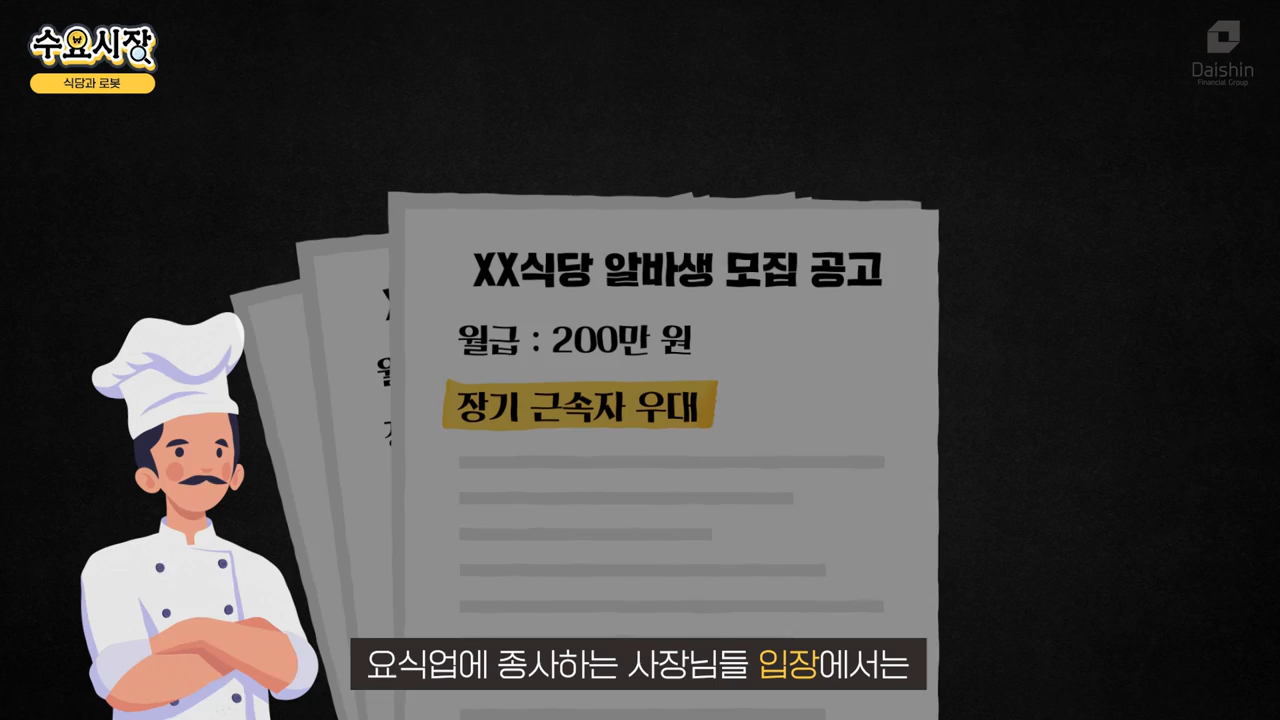 수요시장
식당과 로봇
Daishin
Financial Group
XX식당 알바생 모집 공고
월급 : 200만 원
장기 근속자 우대
요식업에 종사하는 사장님들 입장에서는